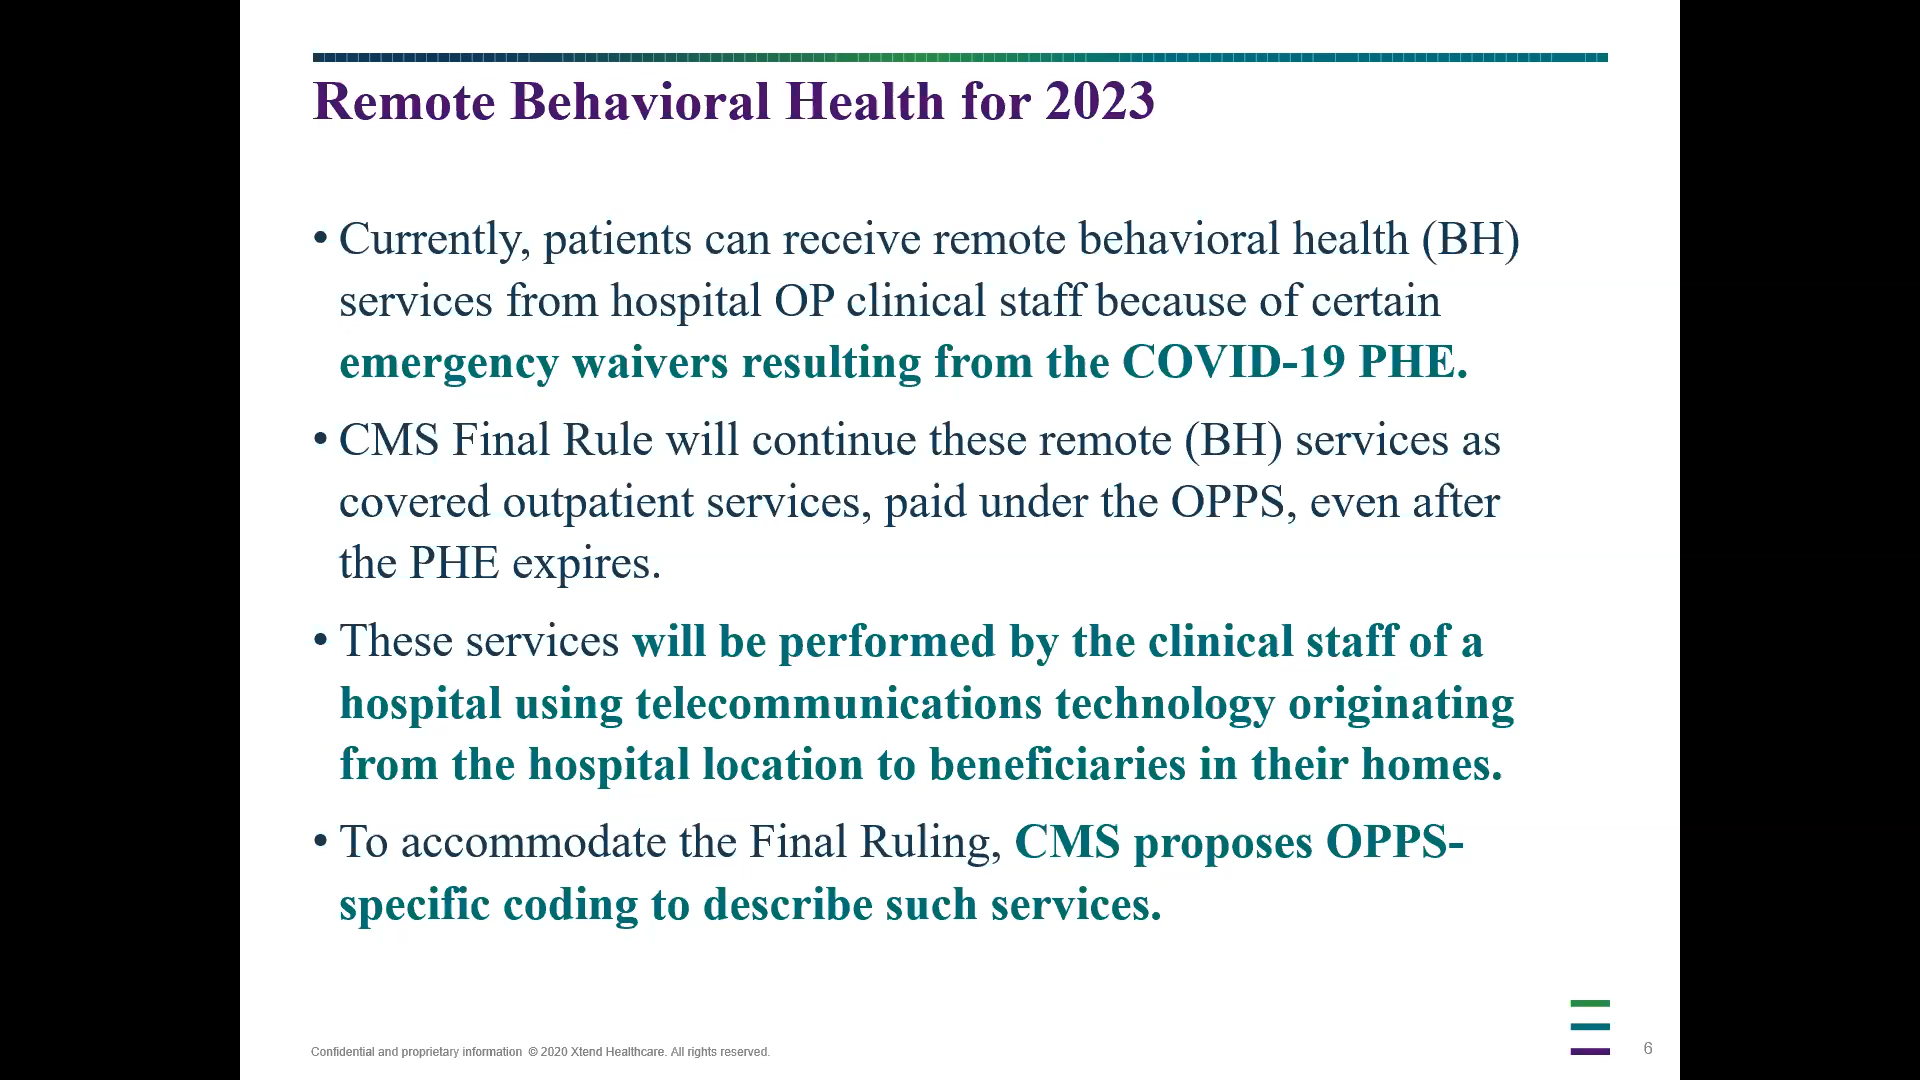 Remote Behavioral Health for 2023
• Currently, patients can receive remote behavioral health (BH)
services from hospital OP clinical staff because of certain
emergency waivers resulting from the COVID-19 PHE.
• CMS Final Rule will continue these remote (BH) services as
covered outpatient services, paid under the OPPS, even after
the PHE expires.
• These services will be performed by the clinical staff of a
hospital using telecommunications technology originating
from the hospital location to beneficiaries in their homes.
• To accommodate the Final Ruling, CMS proposes OPPS-
specific coding to describe such services.
Confidential and proprietary information © 2020 Xtend Healthcare. All rights reserved.
6